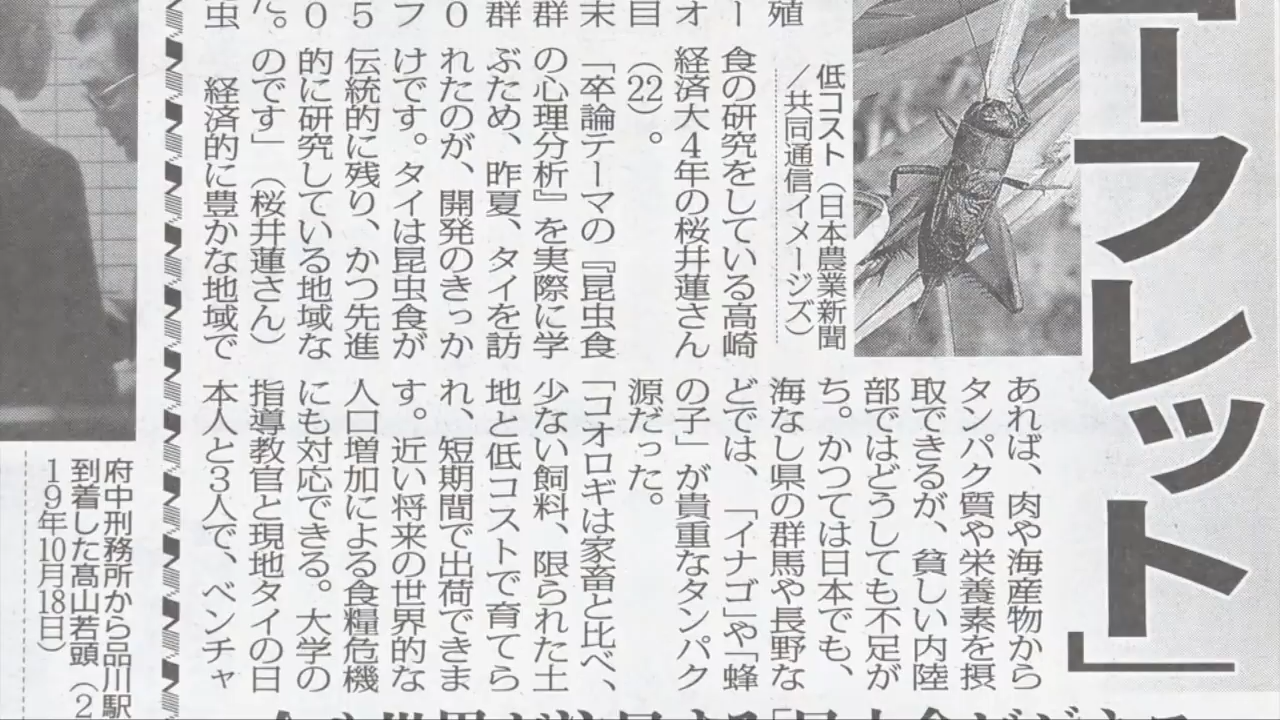 ーフレット」
低コスト（日本農業新聞
／共同通信イメージズ）
殖
食の研究をしている高崎
経済大４年の桜井蓮さん
（22）。
「卒論テーマの『昆虫食
の心理分析』を実際に学
ぶため、昨夏、タイを訪
れたのが、開発のきっか
けです。タイは昆虫食が
伝統的に残り、かつ先進
的に研究している地域な
のです」（桜井蓮さん）
経済的に豊かな地域で
あれば、肉や海産物から
タンパク質や栄養素を摂
取できるが、貧しい内陸
部ではどうしても不足が
ち。かつては日本でも、
海なし県の群馬や長野な
どでは、「イナゴ」や「蜂
の子」が貴重なタンパク
源だった。
「コオロギは家畜と比べ、
少ない飼料、限られた土
地と低コストで育てら
れ、短期間で出荷できま
す。近い将来の世界的な
人口増加による食糧危機
にも対応できる。大学の
指導教官と現地タイの日
本人と３人で、ベンチャ
府中刑務所から品川駅
到着した髙山若頭（２
１９年10月18日）